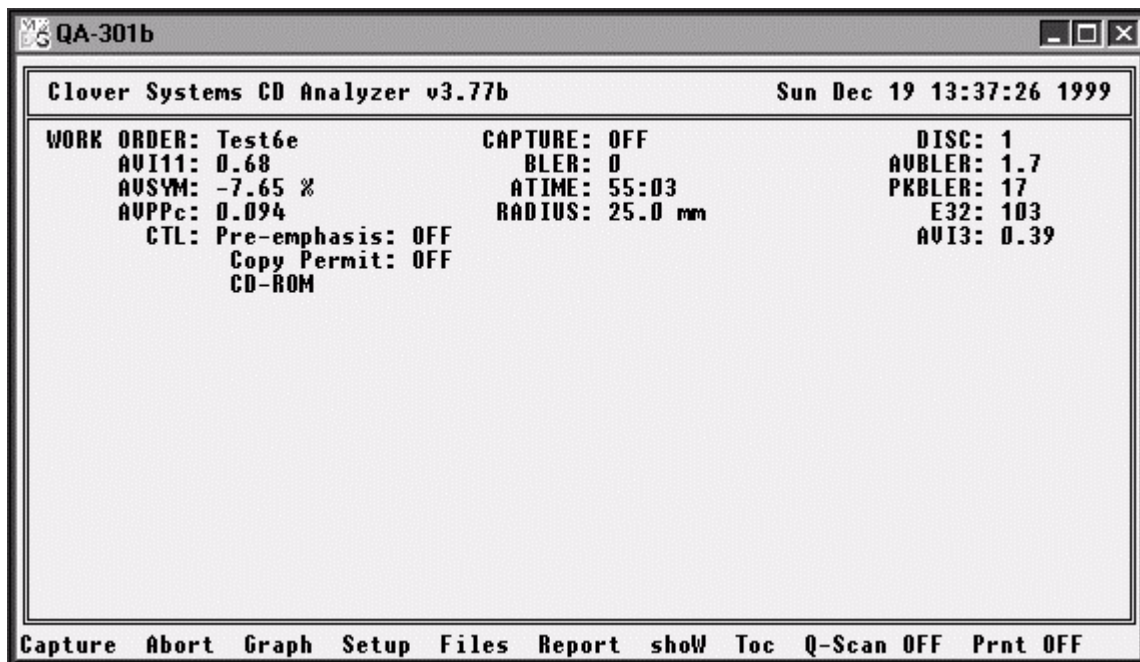 QA-301b
Clover Systems CD Analyzer v3.77b Sun Dec 19 13:37:26 1999
WORK ORDER: Test6e CAPTURE: OFF DISC: 1
AVI11: 0.68 BLER: 0 AVBLER: 1.7
AVSYM: -7.65 % ATIME: 55:03 PKBLER: 17
AVPPc: 0.094 RADIUS: 25.0 mm E32: 103
CTL: Pre-emphasis: OFF AVI3: 0.39
Copy Permit: OFF
CD-ROM
Capture Abort Graph Setup Files Report shoW Toc Q-Scan OFF Prnt OFF